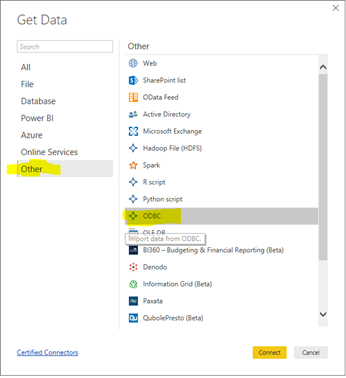 Get Data
Search
All
File
Database
Power BI
Azure
Online Services
Other
Other
Web
SharePoint list
OData Feed
Active Directory
Microsoft Exchange
Hadoop File (HDFS)
Spark
R script
Python script
ODBC
OLE DB
Import data from ODBC.
BI360 – Budgeting & Financial Reporting (Beta)
Denodo
Information Grid (Beta)
Paxata
QubolePresto (Beta)
Certified Connectors
Connect
Cancel